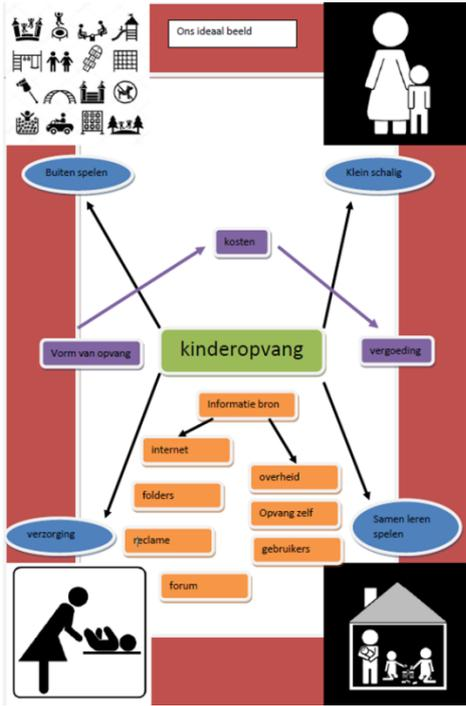 Ons ideaal beeld
Buiten spelen
Klein schalig
kosten
Vorm van opvang
kinderopvang
vergoeding
Informatie bron
internet
overheid
folders
Opvang zelf
Samen leren
spelen
verzorging
reclame
gebruikers
forum